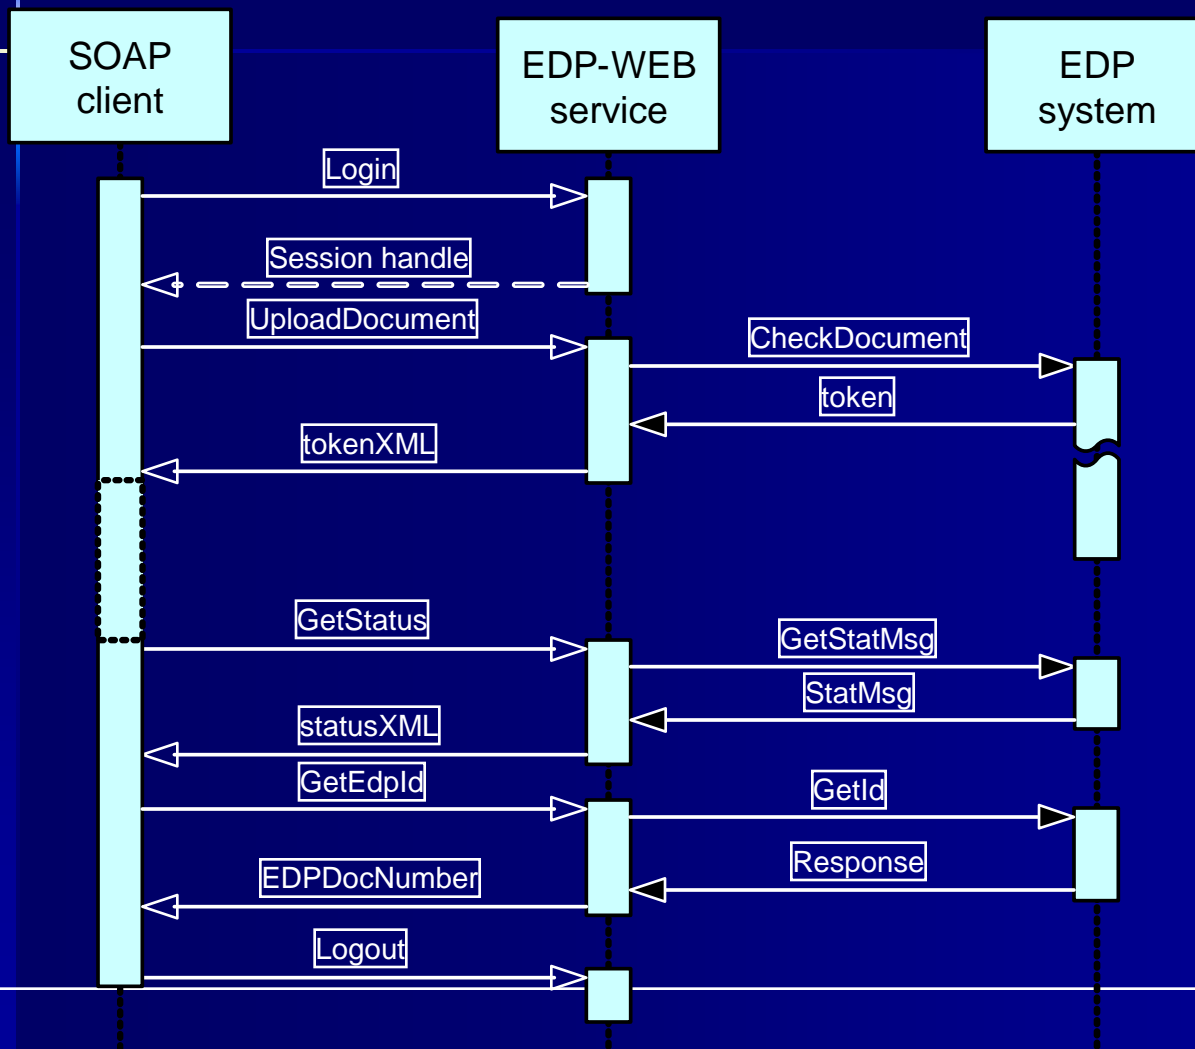 SOAP
client
EDP-WEB
service
EDP
system
Login
Session handle
UploadDocument
CheckDocument
token
tokenXML
GetStatus
GetStatMsg
StatMsg
statusXML
GetEdpId
GetId
Response
EDPDocNumber
Logout